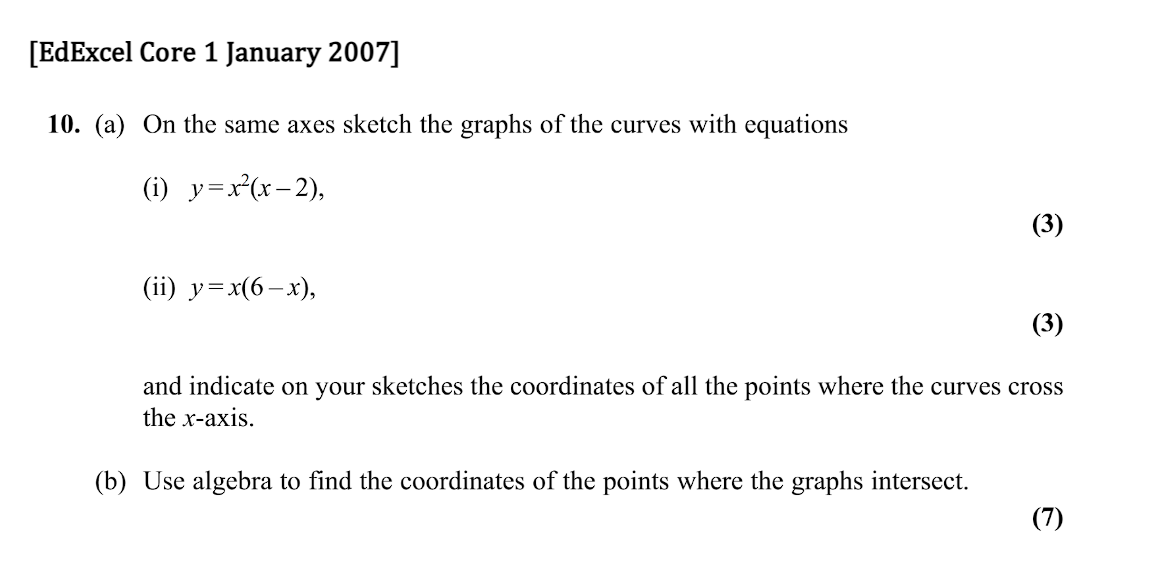 [EdExcel Core 1 January 2007]
10. (a) On the same axes sketch the graphs of the curves with equations
(i) y = x²(x – 2),
(3)
(ii) y = x(6 – x),
(3)
and indicate on your sketches the coordinates of all the points where the curves cross
the x-axis.
(b) Use algebra to find the coordinates of the points where the graphs intersect.
(7)